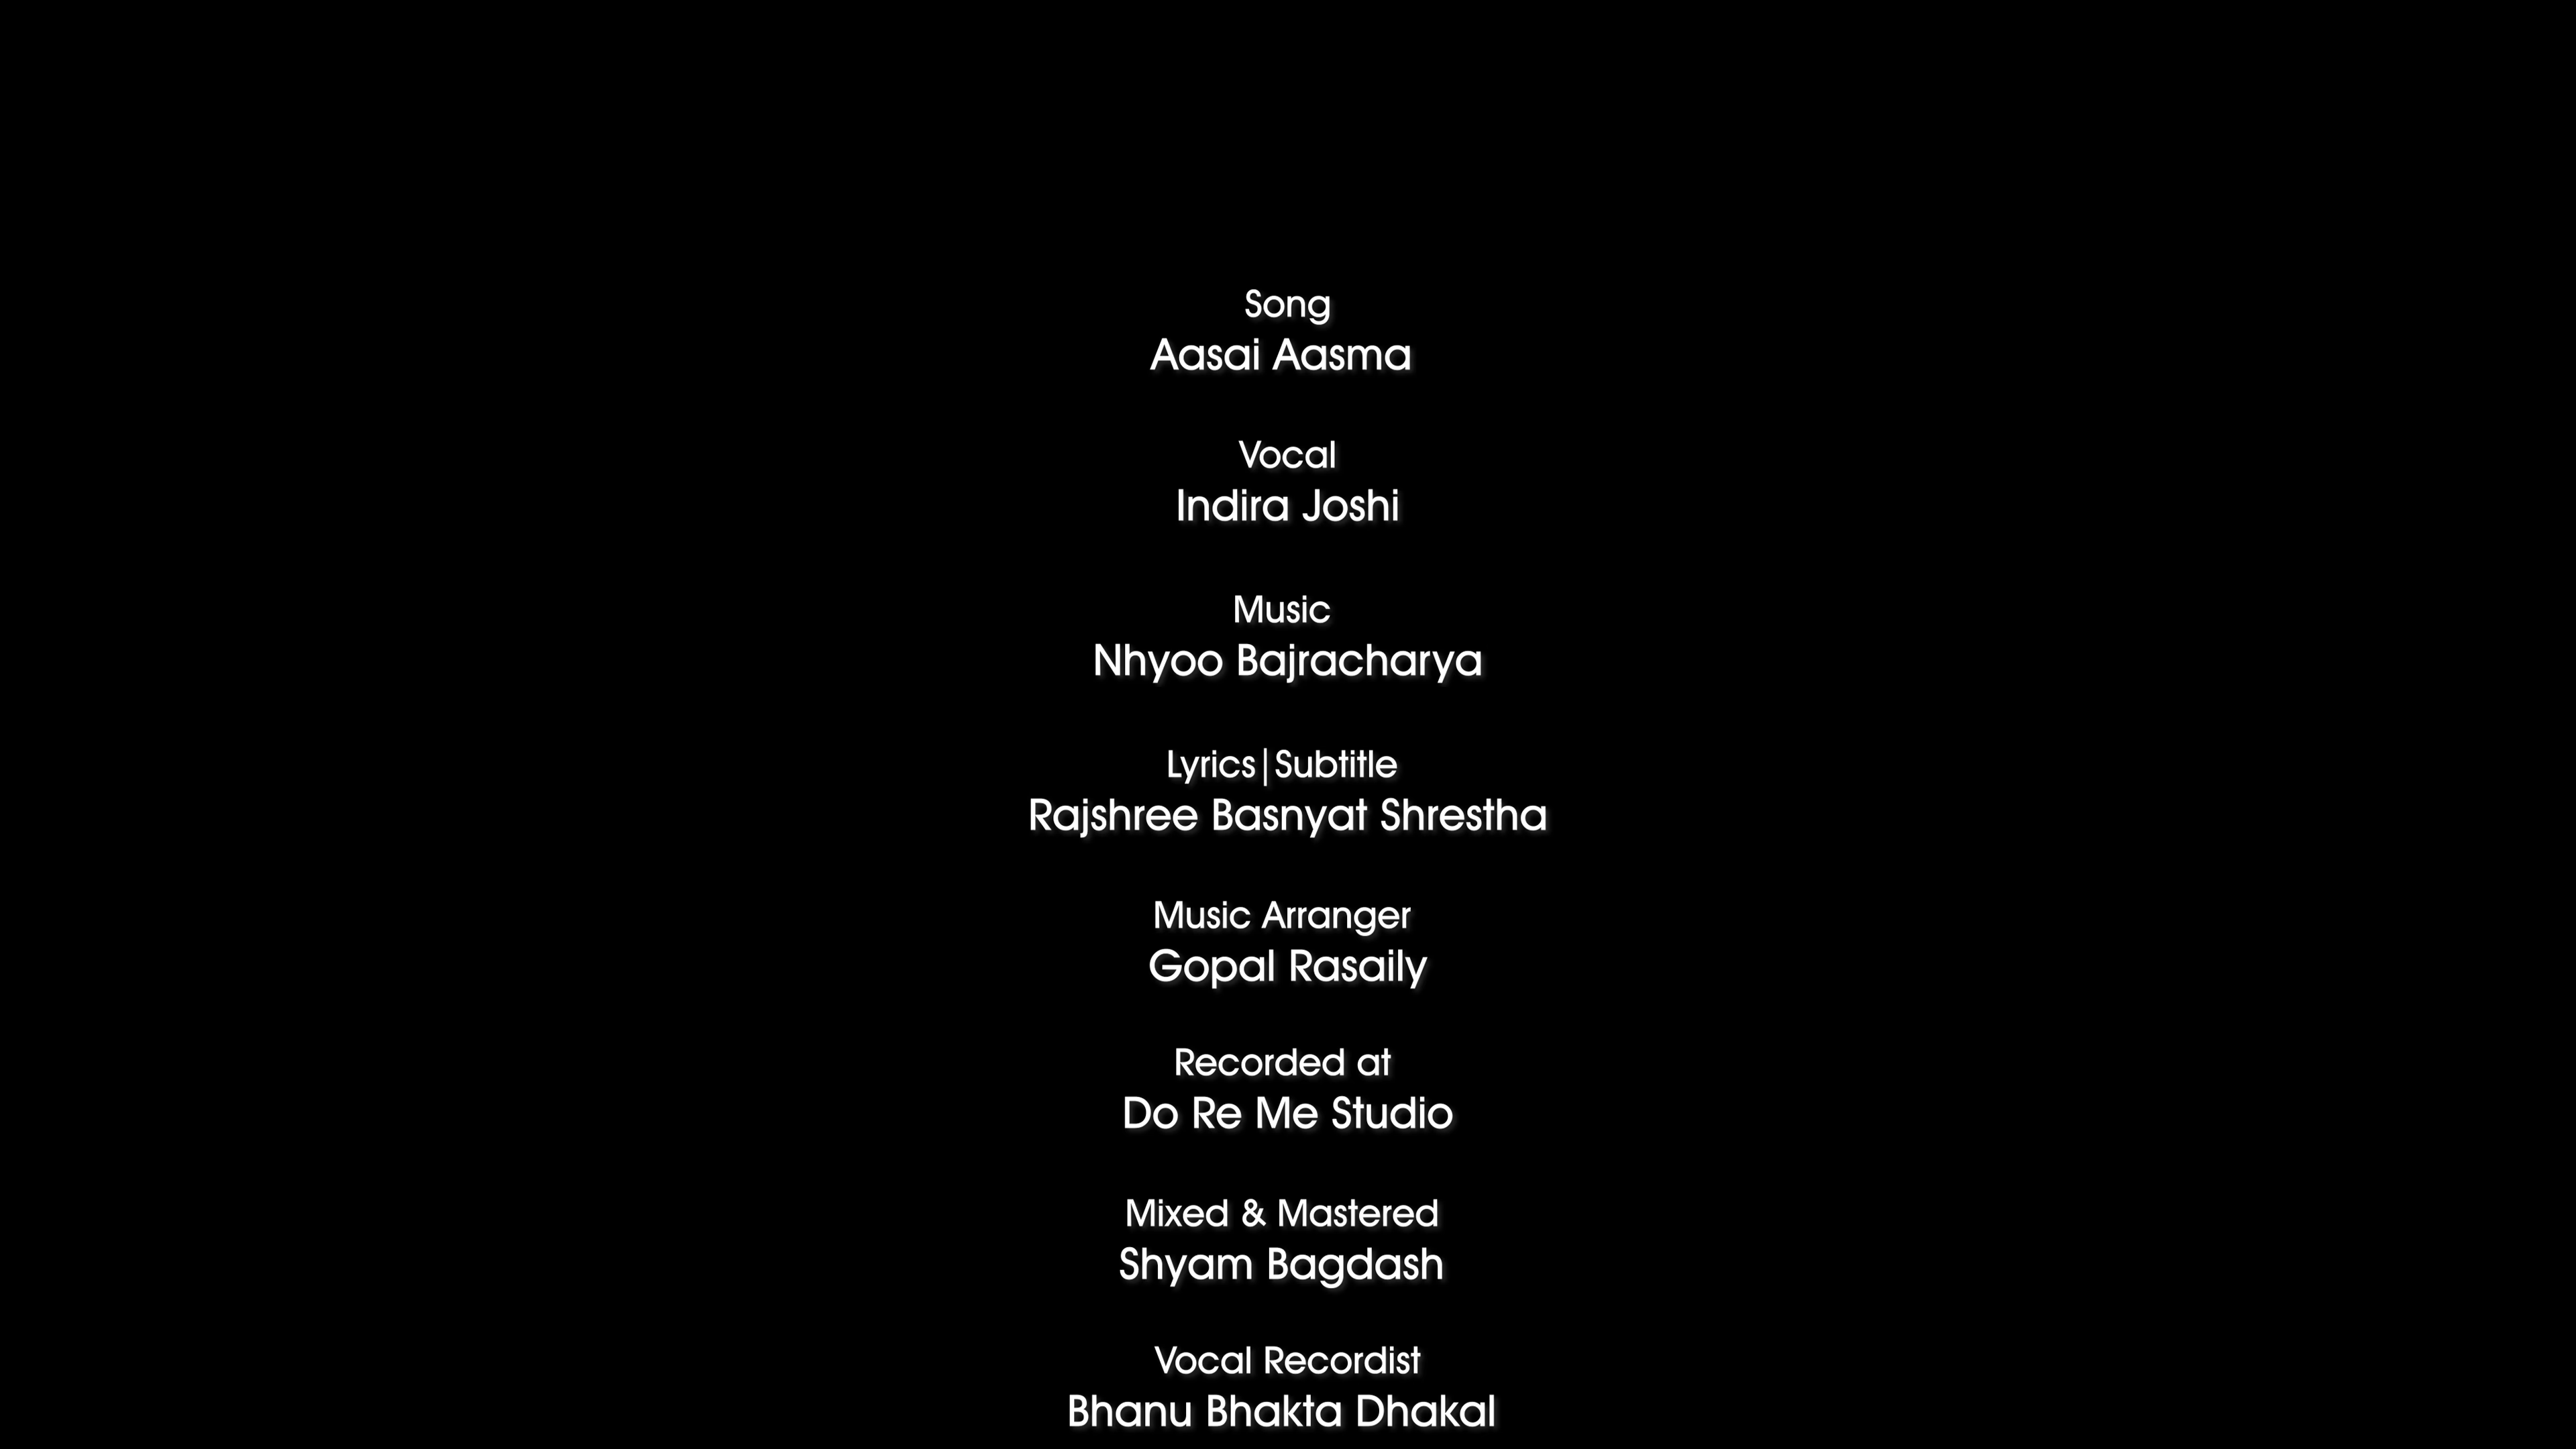 Song
Aasai Aasma
Vocal
Indira Joshi
Music
Nhyoo Bajracharya
Lyrics|Subtitle
Rajshree Basnyat Shrestha
Music Arranger
Gopal Rasaily
Recorded at
Do Re Me Studio
Mixed & Mastered
Shyam Bagdash
Vocal Recordist
Bhanu Bhakta Dhakal